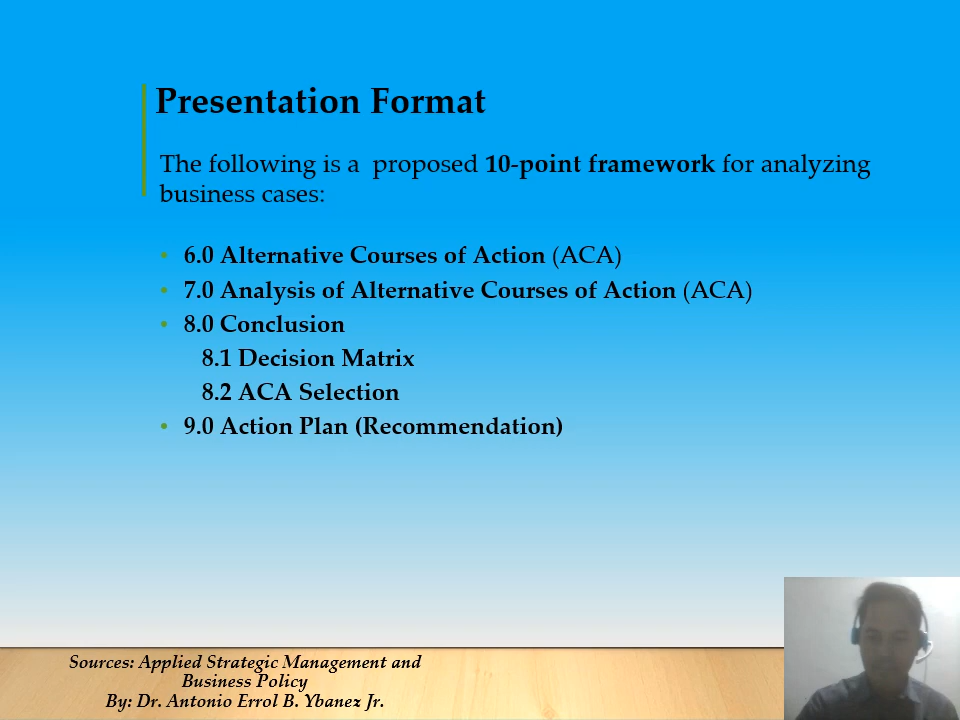 Presentation Format
The following is a proposed 10-point framework for analyzing
business cases:
• 6.0 Alternative Courses of Action (ACA)
• 7.0 Analysis of Alternative Courses of Action (ACA)
• 8.0 Conclusion
8.1 Decision Matrix
8.2 ACA Selection
• 9.0 Action Plan (Recommendation)
Sources: Applied Strategic Management and
Business Policy
By: Dr. Antonio Errol B. Ybanez Jr.